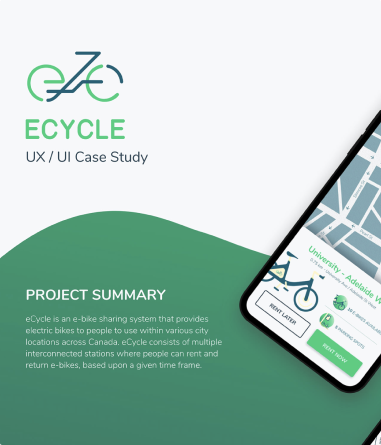 ECYCLE
UX / UI Case Study
PROJECT SUMMARY
eCycle is an e-bike sharing system that provides
electric bikes to people to use within various city
locations across Canada. eCycle consists of multiple
interconnected stations where people can rent and
return e-bikes, based upon a given time frame.
University - Adelaide W
RENT LATER
RENT NOW